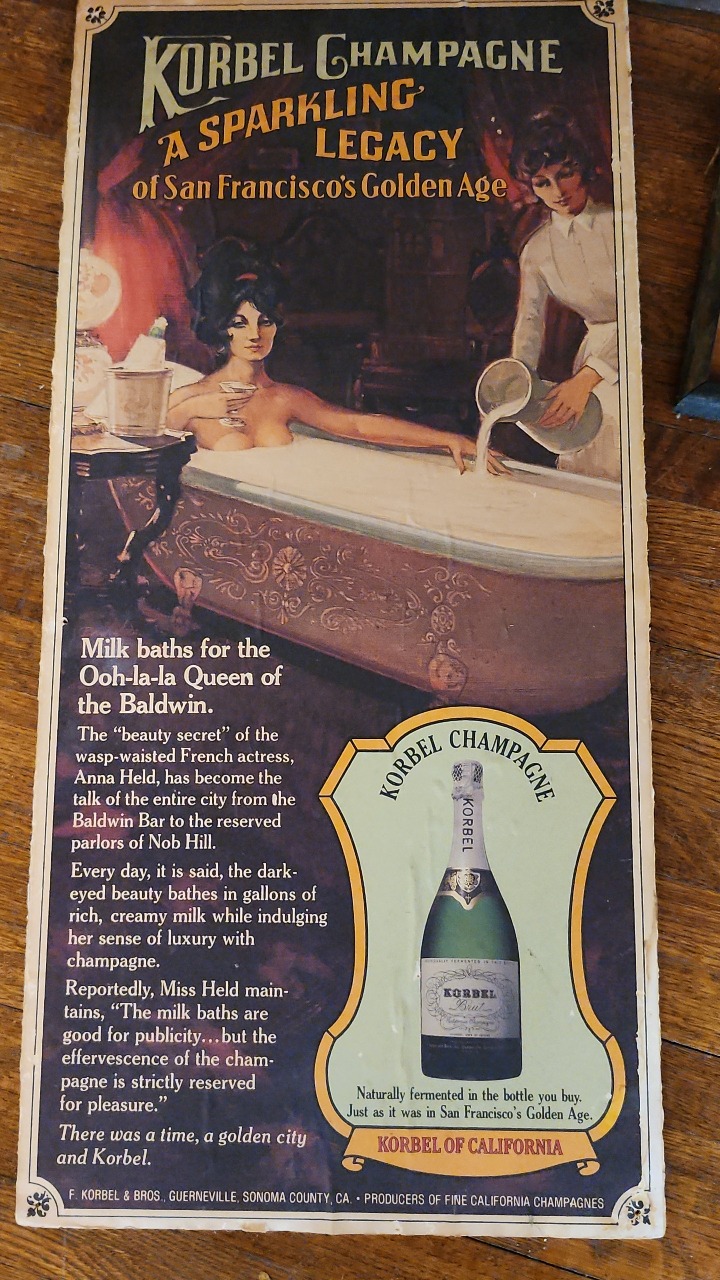 KORBEL CHAMPAGNE
A SPARKLING
LEGACY
of San Francisco's Golden Age
Milk baths for the
Ooh-la-la Queen of
the Baldwin.
The "beauty secret" of the
wasp-waisted French actress,
Anna Held, has become the
talk of the entire city from the
Baldwin Bar to the reserved
parlors of Nob Hill.
Every day, it is said, the dark-
eyed beauty bathes in gallons of
rich, creamy milk while indulging
her sense of luxury with
champagne.
Reportedly, Miss Held main-
tains, "The milk baths are
good for publicity...but the
effervescence of the cham-
pagne is strictly reserved
for pleasure."
There was a time, a golden city
and Korbel.
KORBEL CHAMPAGNE
KORBEL
KORBEL
Brut
Naturally fermented in the bottle you buy.
Just as it was in San Francisco's Golden Age.
KORBEL OF CALIFORNIA
F. KORBEL & BROS., GUERNEVILLE, SONOMA COUNTY, CA. • PRODUCERS OF FINE CALIFORNIA CHAMPAGNES